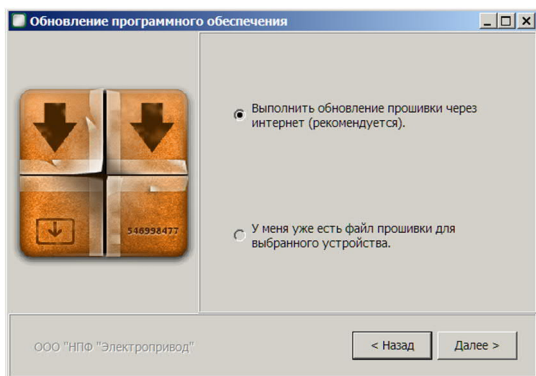 Обновление программного обеспечения
Выполнить обновление прошивки через
интернет (рекомендуется).
546998477
У меня уже есть файл прошивки для
выбранного устройства.
ООО "НПФ "Электропривод"
< Назад
Далее >